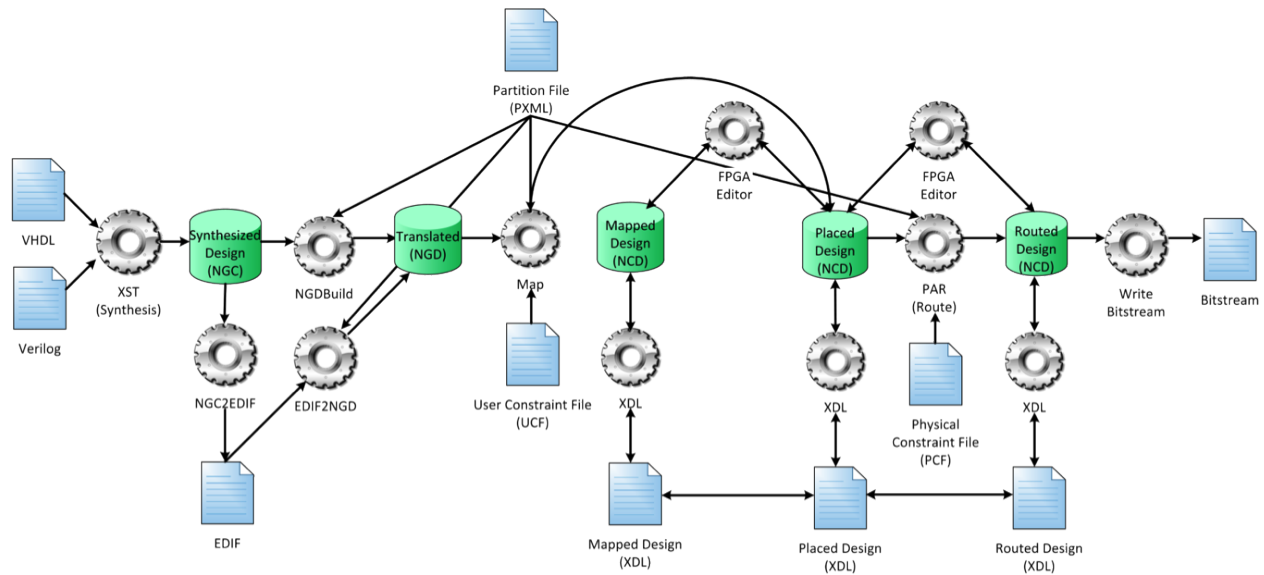 Partition File
(PXML)
FPGA
Editor
FPGA
Editor
VHDL
Verilog
XST
(Synthesis)
Synthesized
Design
(NGC)
NGDBuild
Translated
(NGD)
Map
Mapped
Design
(NCD)
Placed
Design
(NCD)
PAR
(Route)
Routed
Design
(NCD)
Write
Bitstream
Bitstream
NGC2EDIF
EDIF2NGD
User Constraint File
(UCF)
XDL
XDL
Physical
Constraint File
(PCF)
XDL
EDIF
Mapped Design
(XDL)
Placed Design
(XDL)
Routed Design
(XDL)